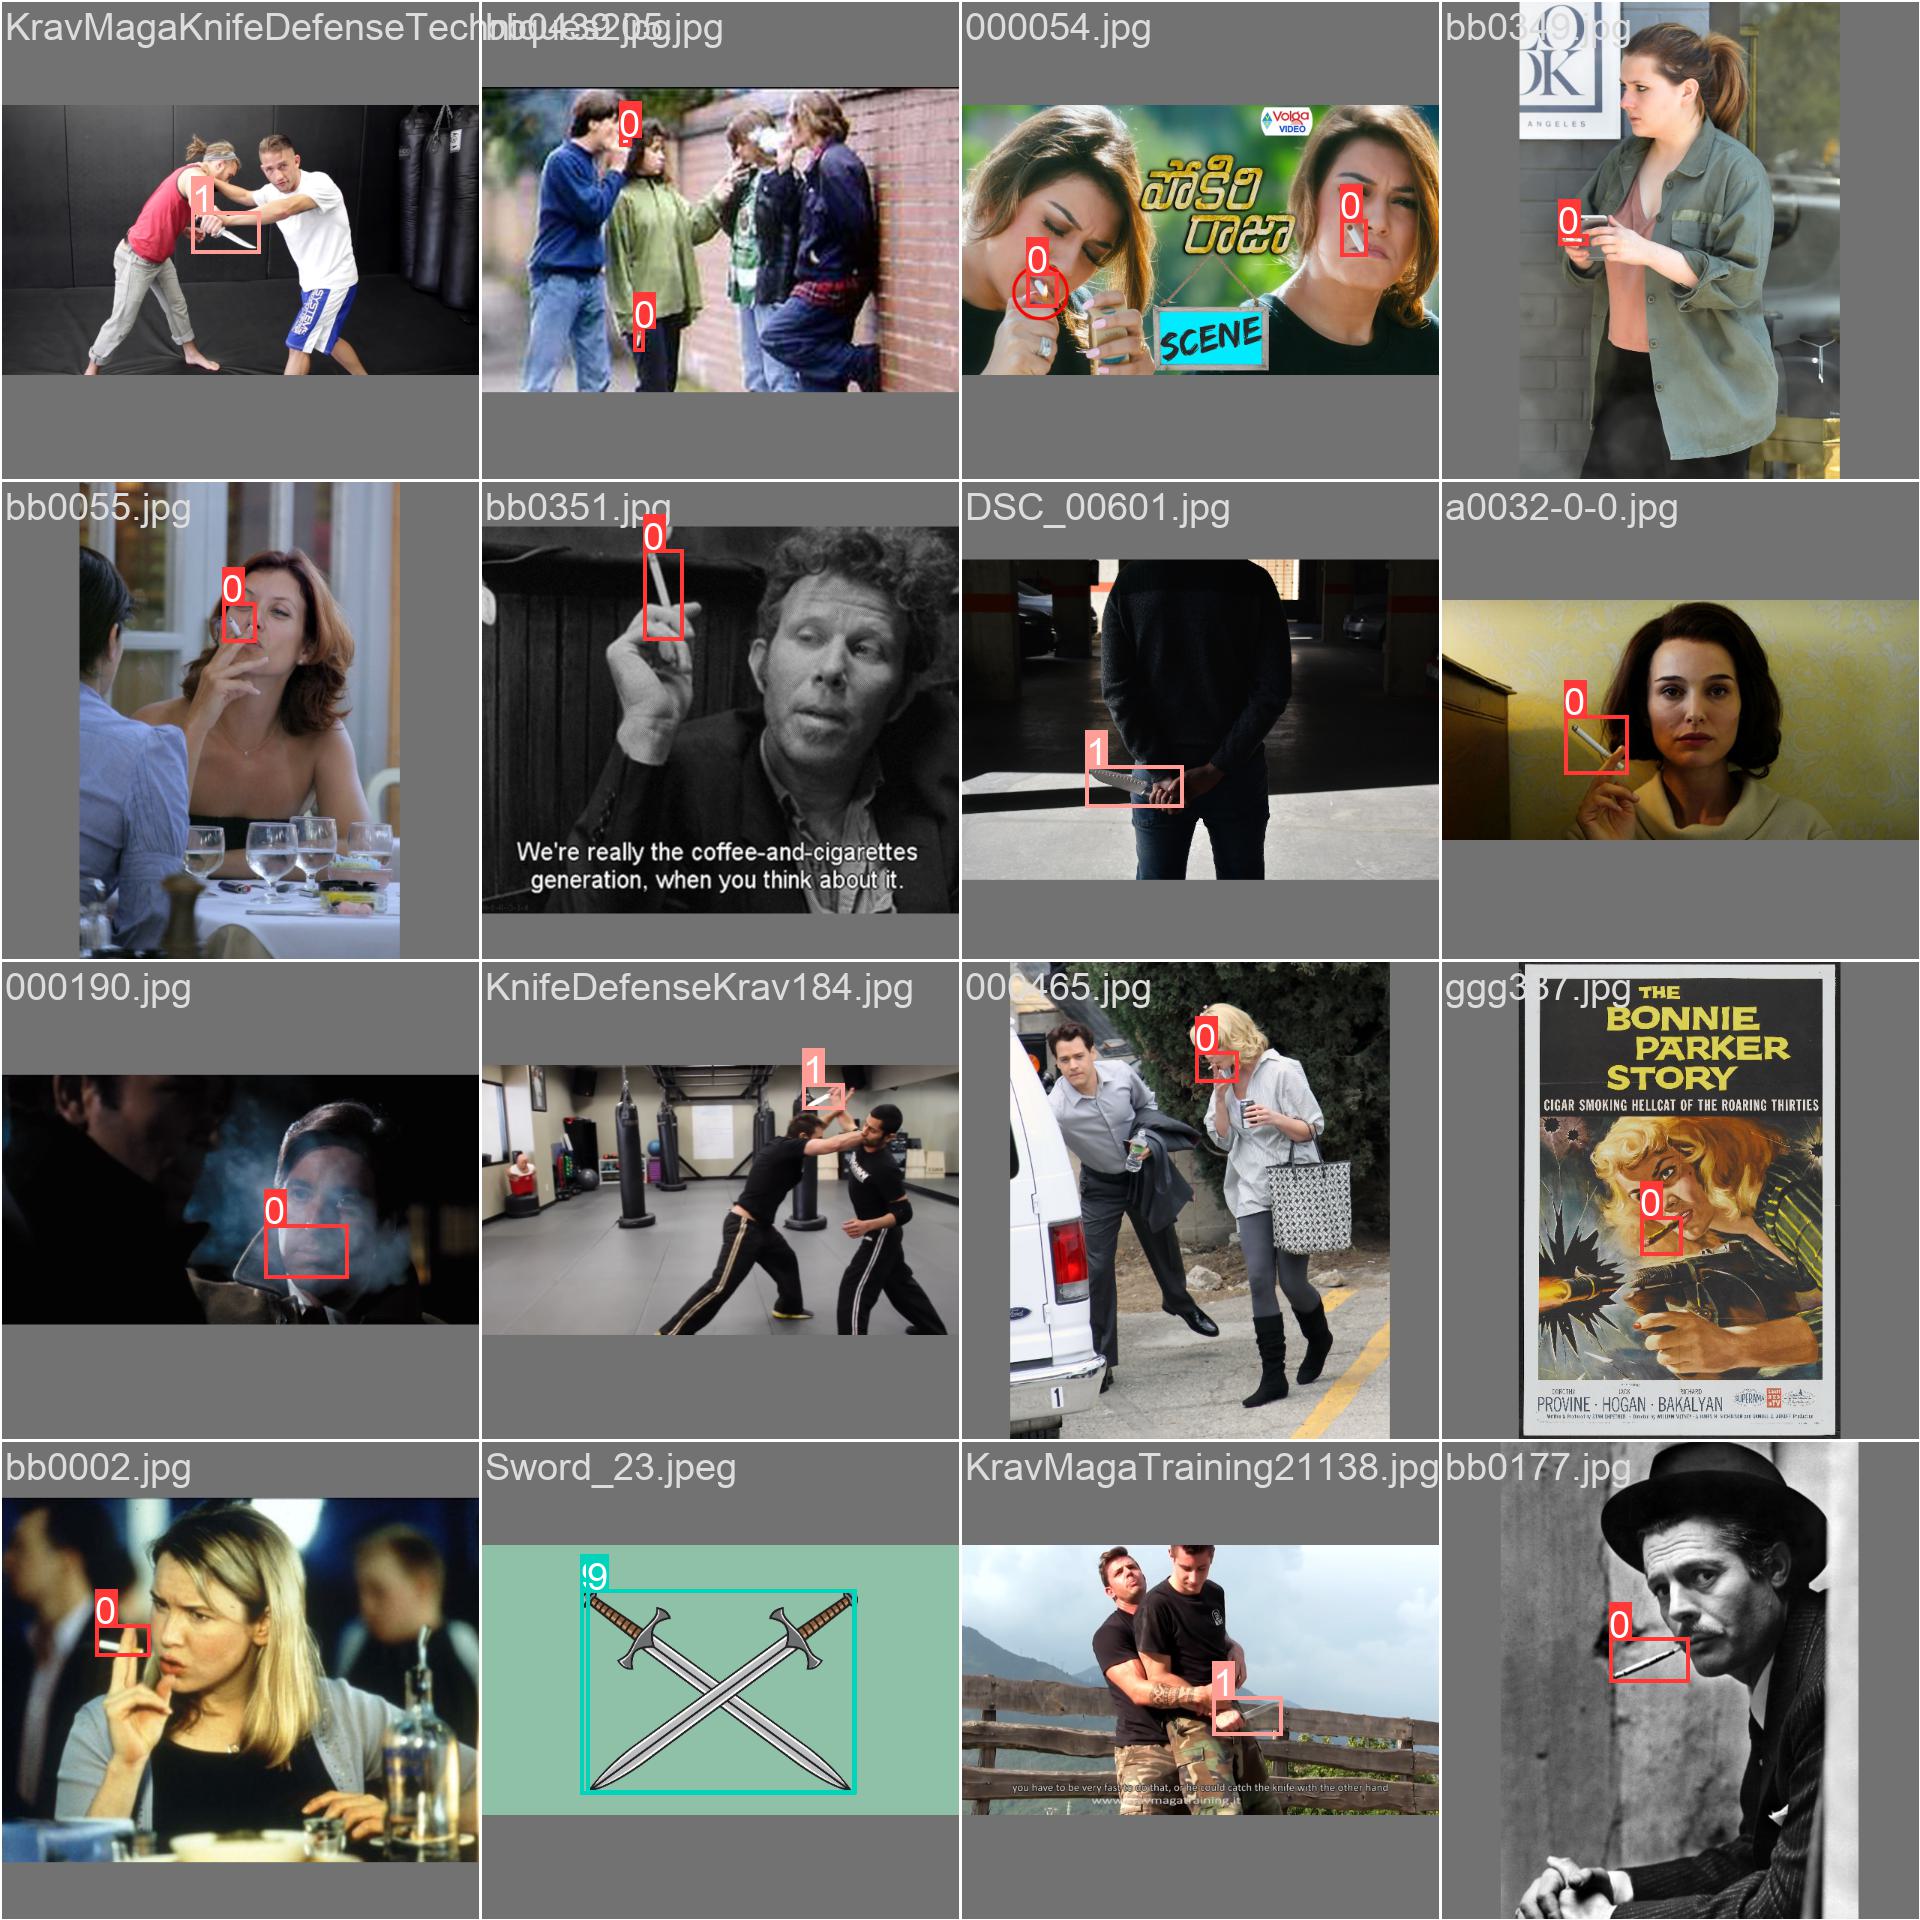 KravMagaKnifeDefenseTechniques1205.jpg
bb0439.jpg
000054.jpg
bb0349.jpg
1
0
0
0
0
0
LO
OK
ANGELES
Volga
VIDEO
పోకిరి
రాజా
SCENE
bb0055.jpg
bb0351.jpg
DSC_00601.jpg
a0032-0-0.jpg
0
0
1
0
We're really the coffee-and-cigarettes
generation, when you think about it.
000190.jpg
KnifeDefenseKrav184.jpg
000465.jpg
ggg337.jpg
0
1
0
0
1
THE
BONNIE
PARKER
STORY
CIGAR SMOKING HELLCAT OF THE ROARING THIRTIES
PROVINE · HOGAN · BAKALYAN
bb0002.jpg
Sword_23.jpeg
KravMagaTraining21138.jpg
bb0177.jpg
0
9
1
0
you have to be very fast to do that, or he could catch the knife with the other hand
www.kravmagatraining.it